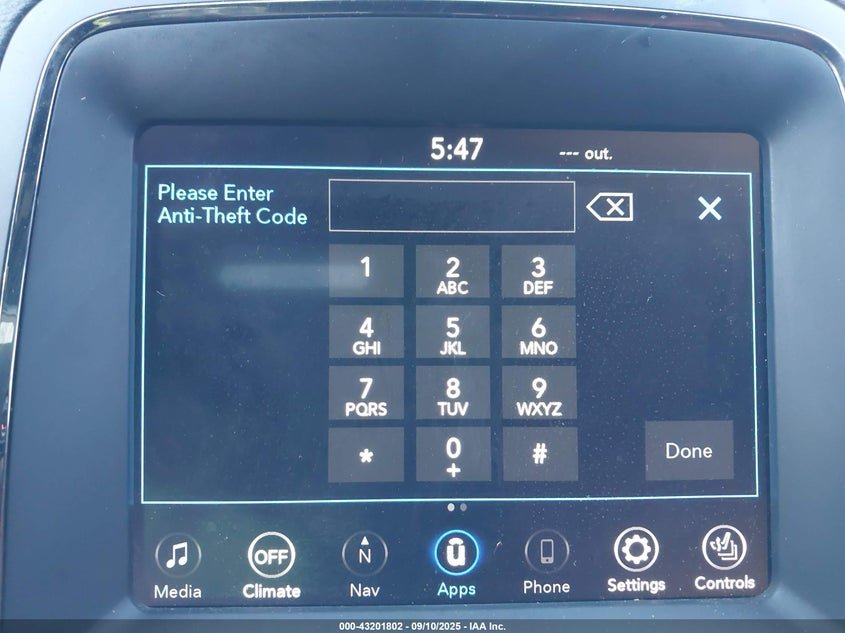 5:47 --- out.
Please Enter
Anti-Theft Code
1 2 3
ABC DEF
4 5 6
GHI JKL MNO
7 8 9
PQRS TUV WXYZ
* 0 #
+
Done
N
OFF
Media Climate Nav Apps Phone Settings Controls
000-43201802 - 09/10/2025 - IAA Inc.